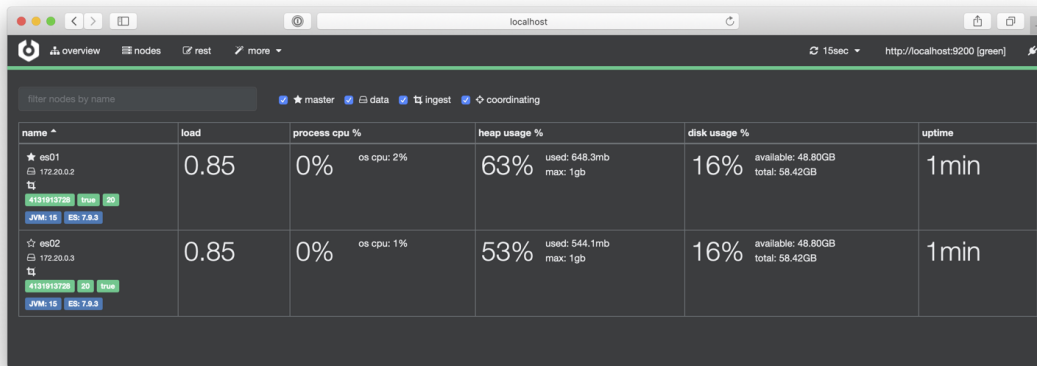 localhost
overview nodes rest more 15sec http://localhost:9200 [green]
filter nodes by name master data ingest coordinating
name load process cpu % heap usage % disk usage % uptime
es01 0.85 0% os cpu: 2% 63% used: 648.3mb 16% available: 48.80GB 1min
172.20.0.2 max: 1gb total: 58.42GB
4131913728 true 20
JVM: 15 ES: 7.9.3
es02 0.85 0% os cpu: 1% 53% used: 544.1mb 16% available: 48.80GB 1min
172.20.0.3 max: 1gb total: 58.42GB
4131913728 20 true
JVM: 15 ES: 7.9.3